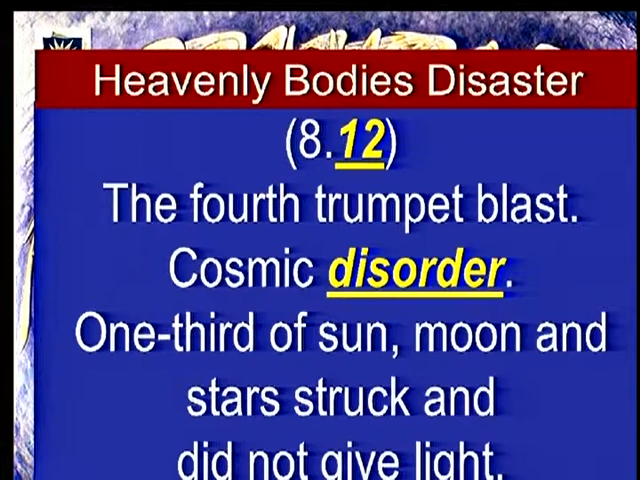 Heavenly Bodies Disaster
(8.12)
The fourth trumpet blast.
Cosmic disorder.
One-third of sun, moon and
stars struck and
did not give light.